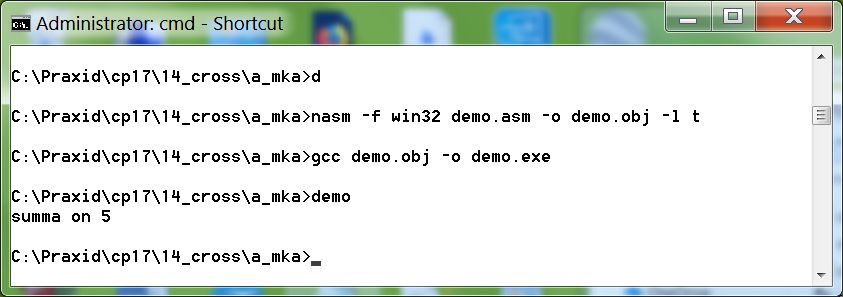 Administrator: cmd - Shortcut
C:\Praxid\cp17\14_cross\a_mka>d
C:\Praxid\cp17\14_cross\a_mka>nasm -f win32 demo.asm -o demo.obj -l t
C:\Praxid\cp17\14_cross\a_mka>gcc demo.obj -o demo.exe
C:\Praxid\cp17\14_cross\a_mka>demo
summa on 5
C:\Praxid\cp17\14_cross\a_mka>